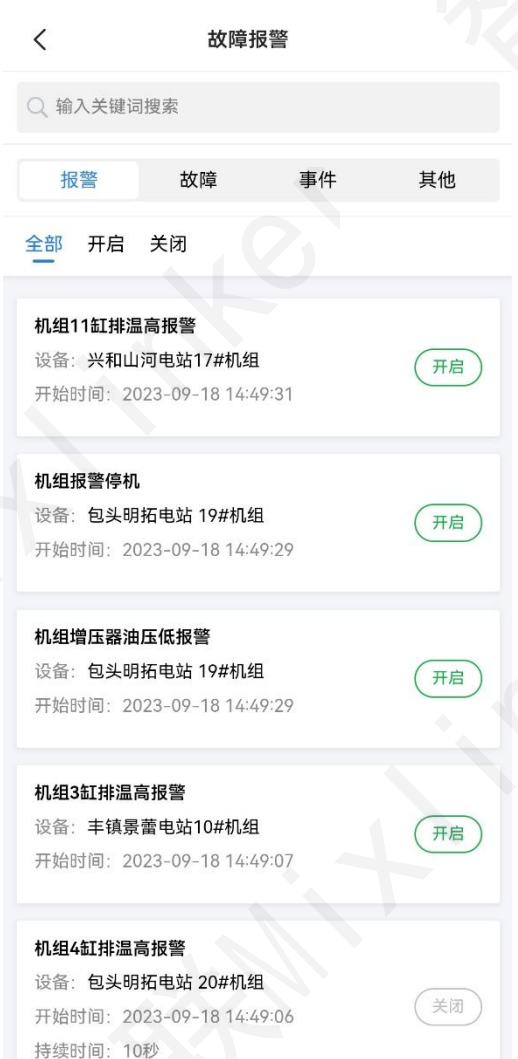 故障报警
输入关键词搜索
报警 故障 事件 其他
全部 开启 关闭
机组11缸排温高报警
设备：兴和山河电站17#机组
开启
开始时间：2023-09-18 14:49:31
机组报警停机
设备：包头明拓电站 19#机组
开启
开始时间：2023-09-18 14:49:29
机组增压器油压低报警
设备：包头明拓电站 19#机组
开启
开始时间：2023-09-18 14:49:29
机组3缸排温高报警
设备：丰镇景蕾电站10#机组
开启
开始时间：2023-09-18 14:49:07
机组4缸排温高报警
设备：包头明拓电站 20#机组
关闭
开始时间：2023-09-18 14:49:06
持续时间：10秒